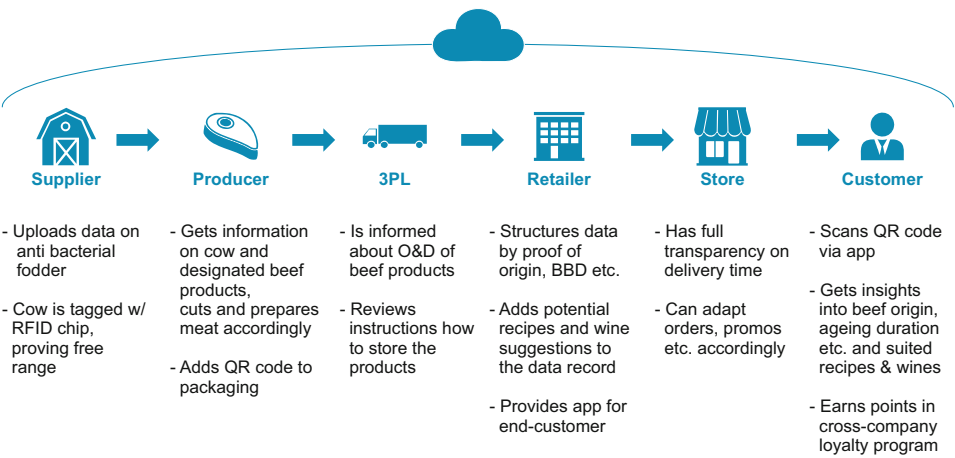 Supplier
Producer
3PL
Retailer
Store
Customer
- Uploads data on
anti bacterial
fodder
- Cow is tagged w/
RFID chip,
proving free
range
- Gets information
on cow and
designated beef
products,
cuts and prepares
meat accordingly
- Adds QR code to
packaging
- Is informed
about O&D of
beef products
- Reviews
instructions how
to store the
products
- Structures data
by proof of
origin, BBD etc.
- Adds potential
recipes and wine
suggestions to
the data record
- Provides app for
end-customer
- Has full
transparency on
delivery time
- Can adapt
orders, promos
etc. accordingly
- Scans QR code
via app
- Gets insights
into beef origin,
ageing duration
etc. and suited
recipes & wines
- Earns points in
cross-company
loyalty program